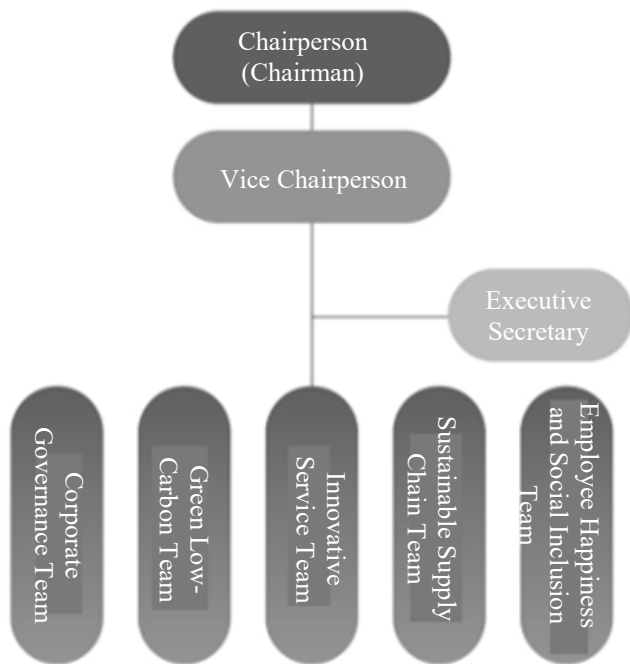 Chairperson
(Chairman)
Vice Chairperson
Executive
Secretary
Corporate
Governance Team
Green Low-
Carbon Team
Innovative
Service Team
Sustainable Supply
Chain Team
Employee Happiness
and Social Inclusion
Team